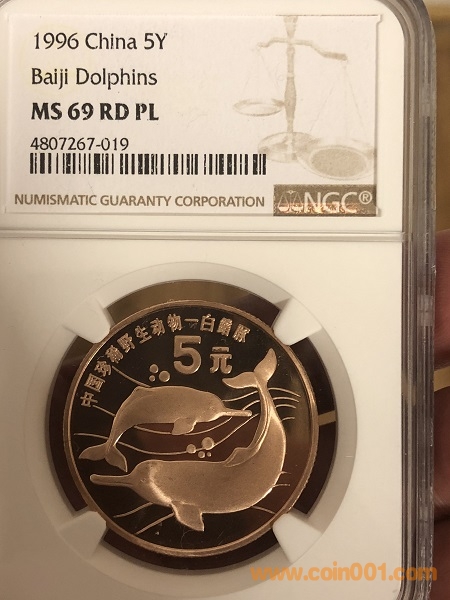 1996 China 5Y
Baiji Dolphins
MS 69 RD PL
4807267-019
NUMISMATIC GUARANTY CORPORATION
NGC®
中国珍稀野生动物—白鱀豚
5元
www.coin001.com